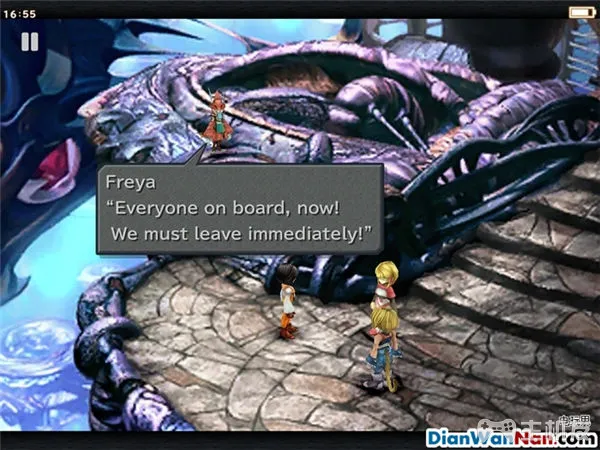 16:55
Freya
“Everyone on board, now!
We must leave immediately!”
DianWanNan.com